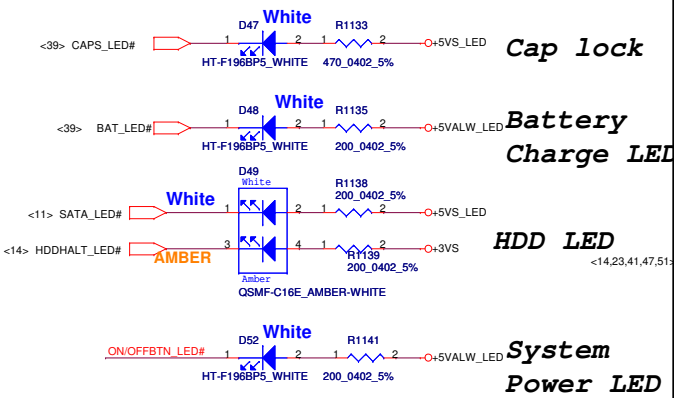 White
D47 R1133
<39> CAPS_LED# 1 2 1 2 +5VS_LED Cap lock
HT-F196BP5_WHITE 470_0402_5%
White
D48 R1135
<39> BAT_LED# 1 2 1 2 +5VALW_LED Battery
HT-F196BP5_WHITE 200_0402_5% Charge LED
D49
White R1138
White 200_0402_5%
<11> SATA_LED# 1 2 1 2 +5VS_LED
<14> HDDHALT_LED# 3 4 1 2 +3VS HDD LED
AMBER R1139 <14,23,41,47,51>
200_0402_5%
Amber
QSMF-C16E_AMBER-WHITE
White
D52 R1141
ON/OFFBTN_LED# 1 2 1 2 +5VALW_LED System
HT-F196BP5_WHITE 200_0402_5% Power LED